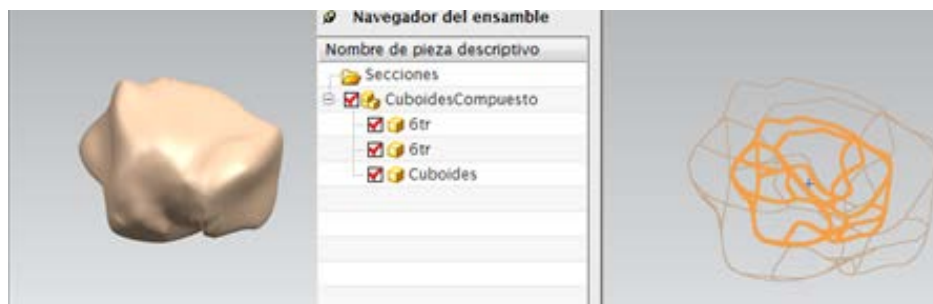 Navegador del ensamble
Nombre de pieza descriptivo
Secciones
CuboidesCompuesto
6tr
6tr
Cuboides